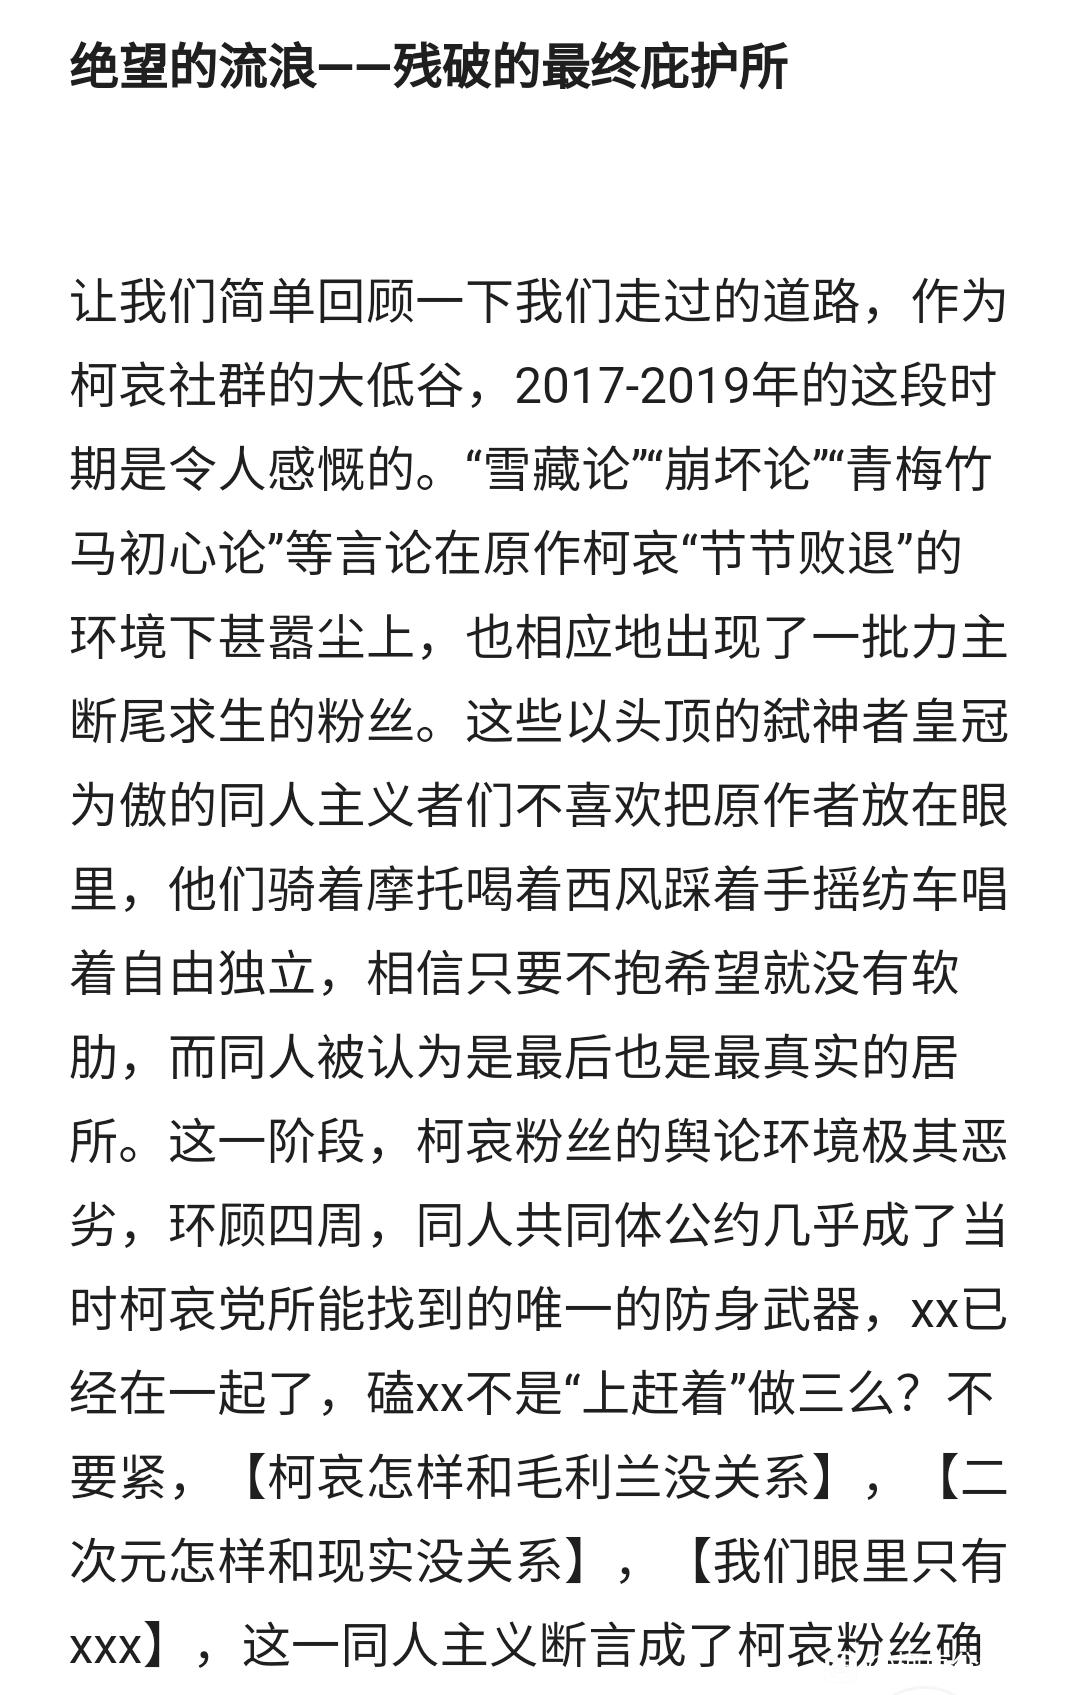 绝望的流浪——残破的最终庇护所
让我们简单回顾一下我们走过的道路，作为
柯哀社群的大低谷，2017-2019年的这段时
期是令人感慨的。“雪藏论”“崩坏论”“青梅竹
马初心论”等言论在原作柯哀“节节败退”的
环境下甚嚣尘上，也相应地出现了一批力主
断尾求生的粉丝。这些以头顶的弑神者皇冠
为傲的同人主义者们不喜欢把原作者放在眼
里，他们骑着摩托喝着西风踩着手摇纺车唱
着自由独立，相信只要不抱希望就没有软
肋，而同人被认为是最后也是最真实的居
所。这一阶段，柯哀粉丝的舆论环境极其恶
劣，环顾四周，同人共同体公约几乎成了当
时柯哀党所能找到的唯一的防身武器，xx已
经在一起了，磕xx不是“上赶着”做三么？不
要紧，【柯哀怎样和毛利兰没关系】，【二
次元怎样和现实没关系】，【我们眼里只有
xxx】，这一同人主义断言成了柯哀粉丝确